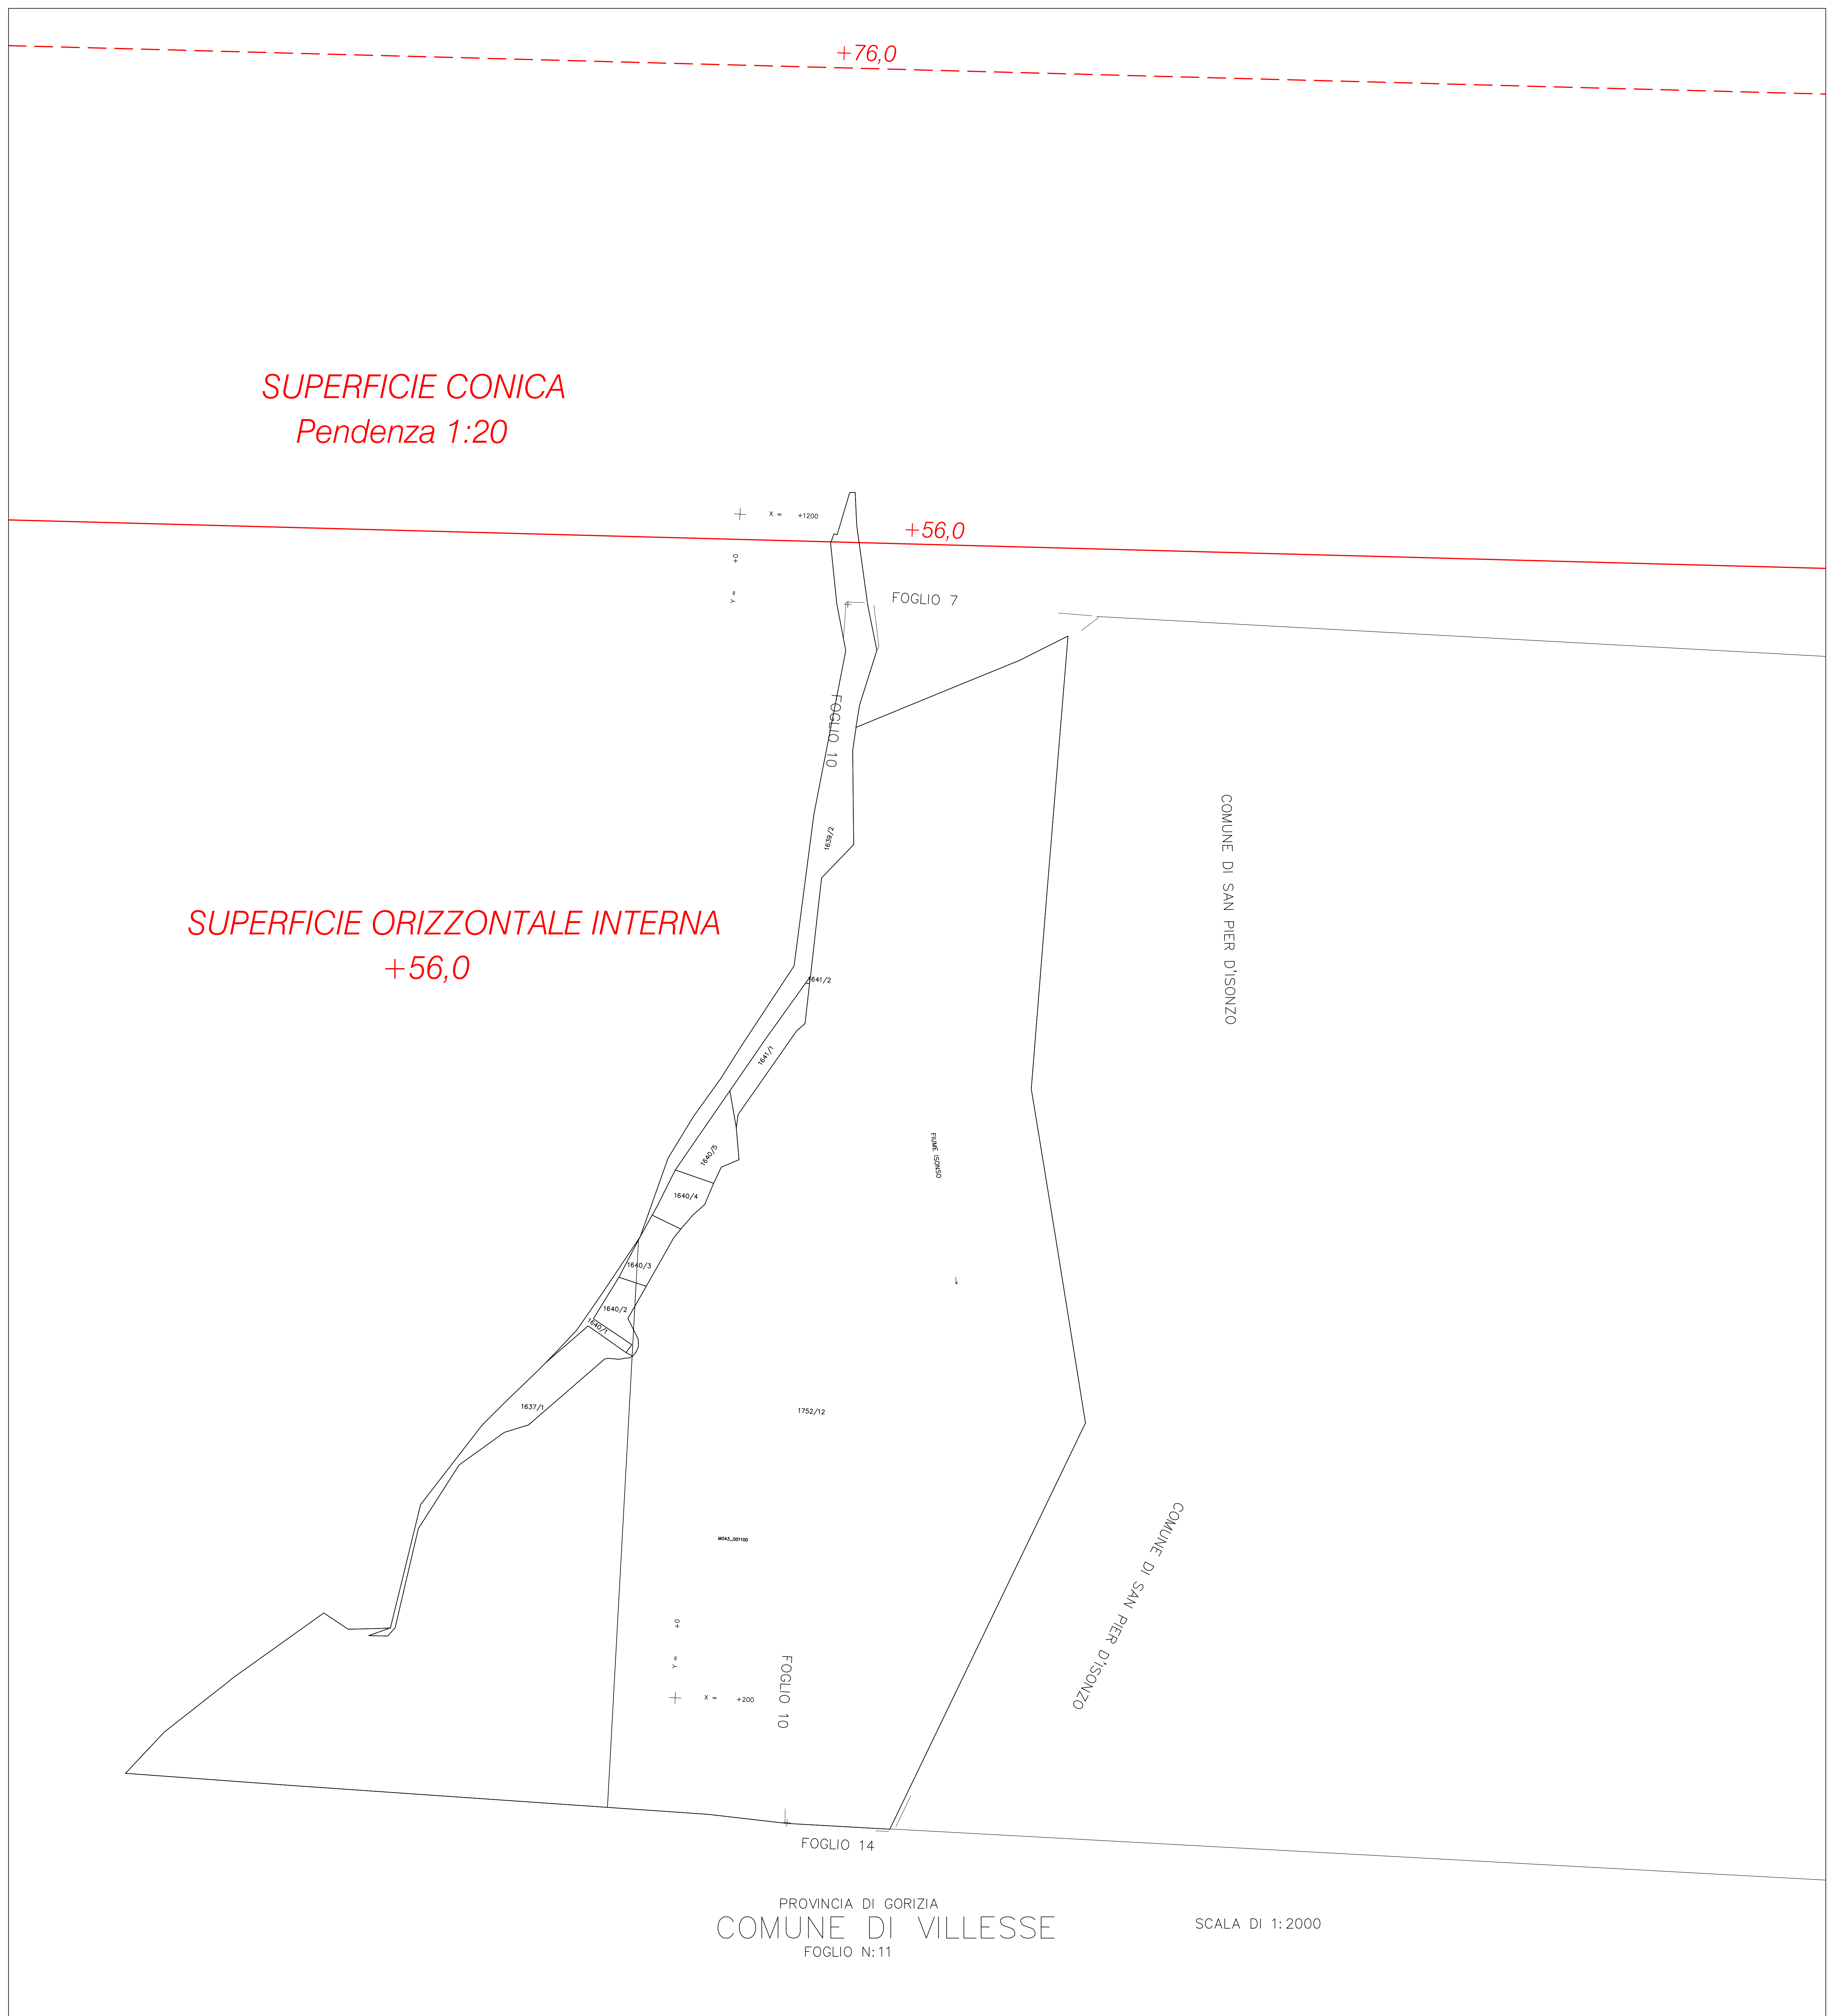 +76,0
SUPERFICIE CONICA
Pendenza 1:20
X = +1200
+56,0
+0
= Y
FOGLIO 7
FOGLIO 10
COMUNE DI SAN PIER D'ISONZO
1639/2
SUPERFICIE ORIZZONTALE INTERNA
+56,0
1641/2
1641/1
FIUME ISONSO
1640/5
1640/4
1640/3
1640/2
1640/1
1637/1
1752/12
COMUNE DI SAN PIER D'ISONZO
M043_001100
+0
= Y
FOGLIO 10
X = +200
FOGLIO 14
PROVINCIA DI GORIZIA
COMUNE DI VILLESSE
SCALA DI 1:2000
FOGLIO N:11